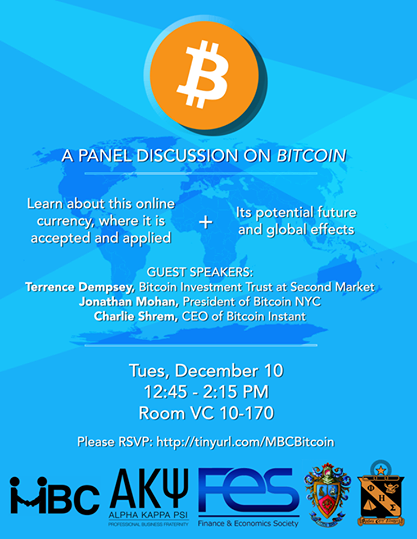 A PANEL DISCUSSION ON BITCOIN
Learn about this online
currency, where it is
accepted and applied
+
Its potential future
and global effects
GUEST SPEAKERS:
Terrence Dempsey, Bitcoin Investment Trust at Second Market
Jonathan Mohan, President of Bitcoin NYC
Charlie Shrem, CEO of Bitcoin Instant
Tues, December 10
12:45 - 2:15 PM
Room VC 10-170
Please RSVP: http://tinyurl.com/MBCBitcoin
MBC
ΑΚΨ
ALPHA KAPPA PSI
PROFESSIONAL BUSINESS FRATERNITY
FES
Finance & Economics Society
Φ Η Σ